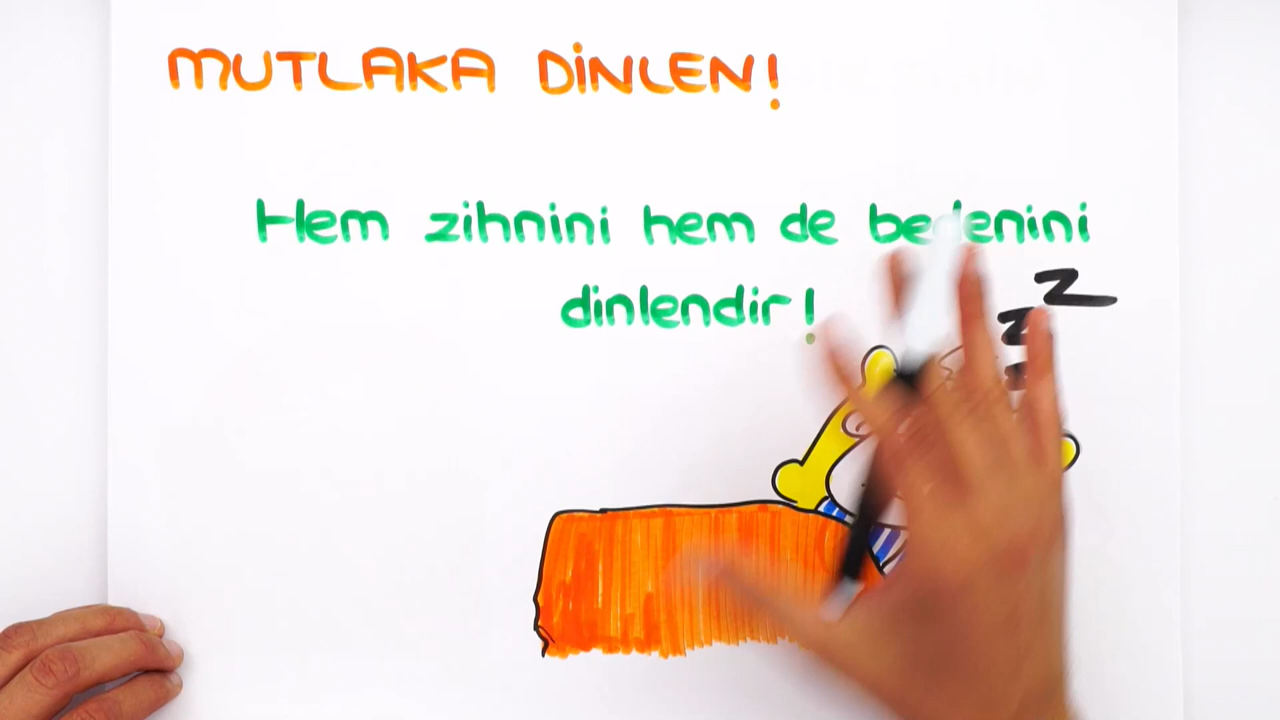 MUTLAKA DİNLEN!
Hem zihnini hem de bedenini
dinlendir!
z
z
z